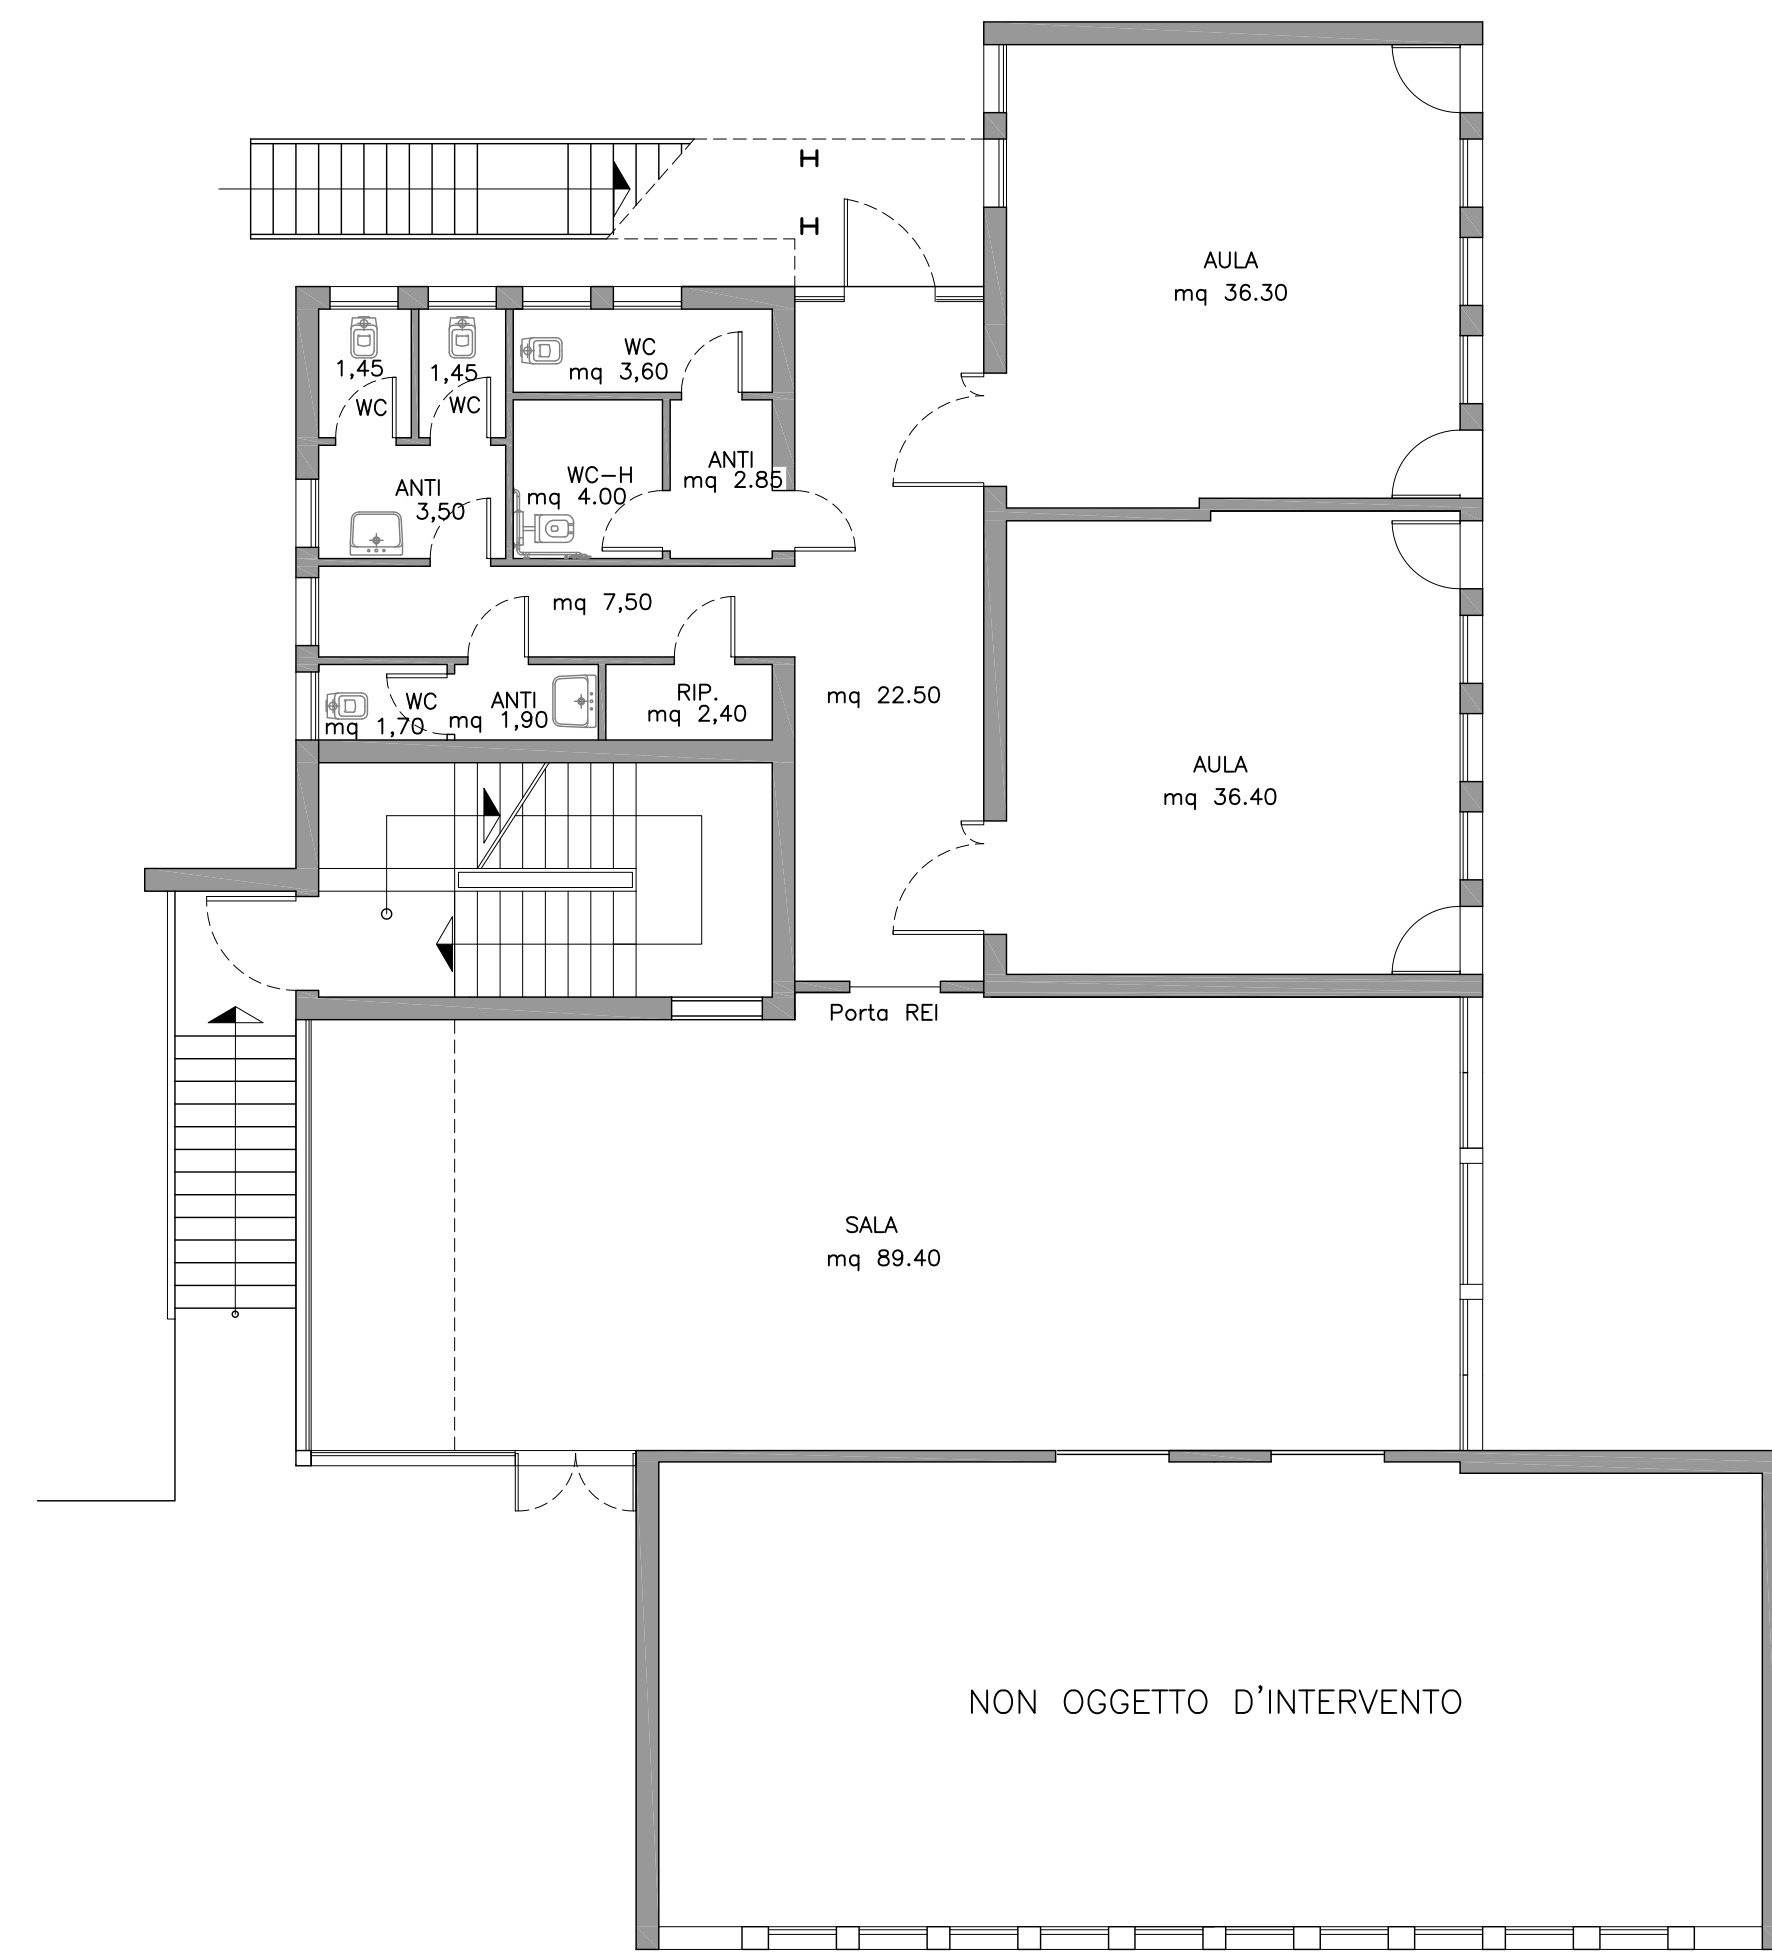 H
H
AULA
mq 36.30
WC
mq 3,60
1,45
WC
1,45
WC
ANTI
mq 2.85
WC-H
mq 4.00
ANTI
3,50
mq 7,50
RIP.
mq 2,40
WC
mq 1,70
ANTI
mq 1,90
mq 22.50
AULA
mq 36.40
Porta REI
SALA
mq 89.40
NON OGGETTO D'INTERVENTO